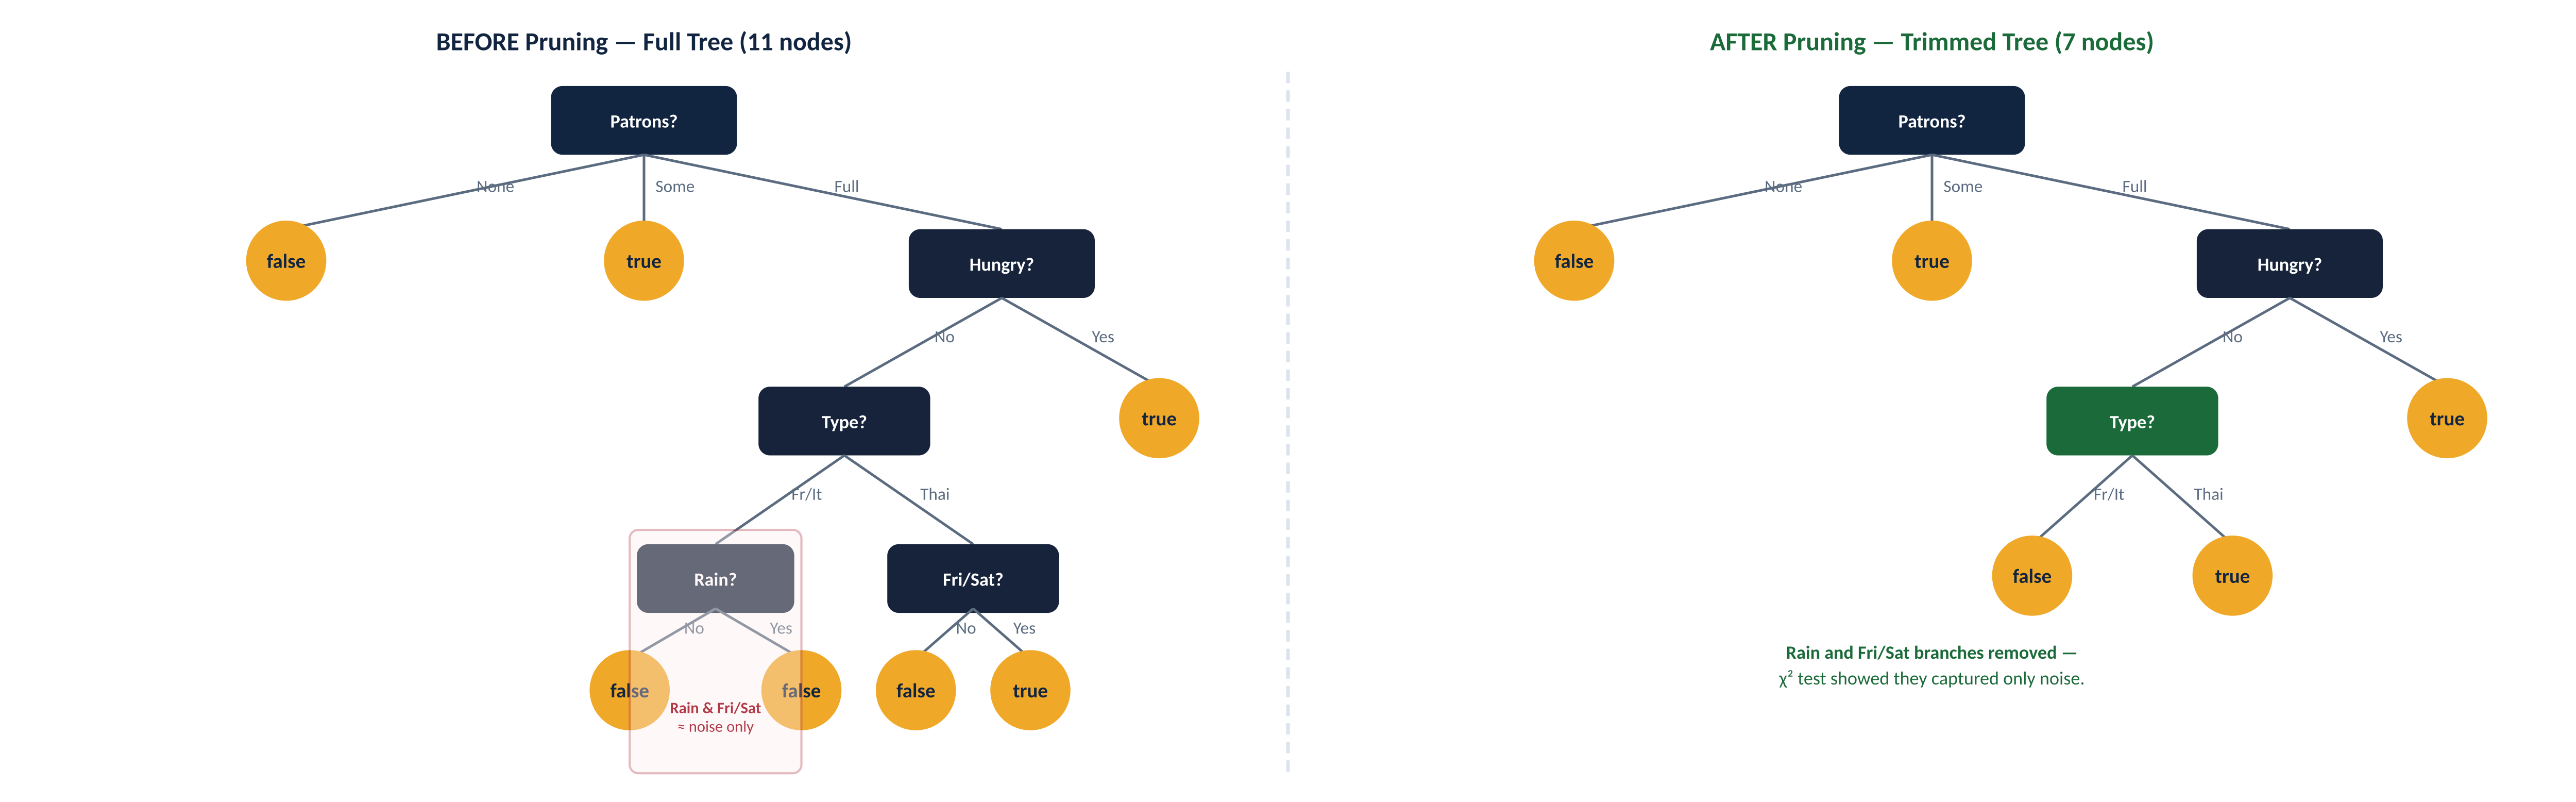 BEFORE Pruning — Full Tree (11 nodes)
Patrons?
None
Some
Full
false
true
Hungry?
No
Yes
Type?
true
Fr/It
Thai
Rain?
Fri/Sat?
No
Yes
No
Yes
false
false
false
true
Rain & Fri/Sat
≈ noise only
AFTER Pruning — Trimmed Tree (7 nodes)
Patrons?
None
Some
Full
false
true
Hungry?
No
Yes
Type?
true
Fr/It
Thai
false
true
Rain and Fri/Sat branches removed —
χ² test showed they captured only noise.